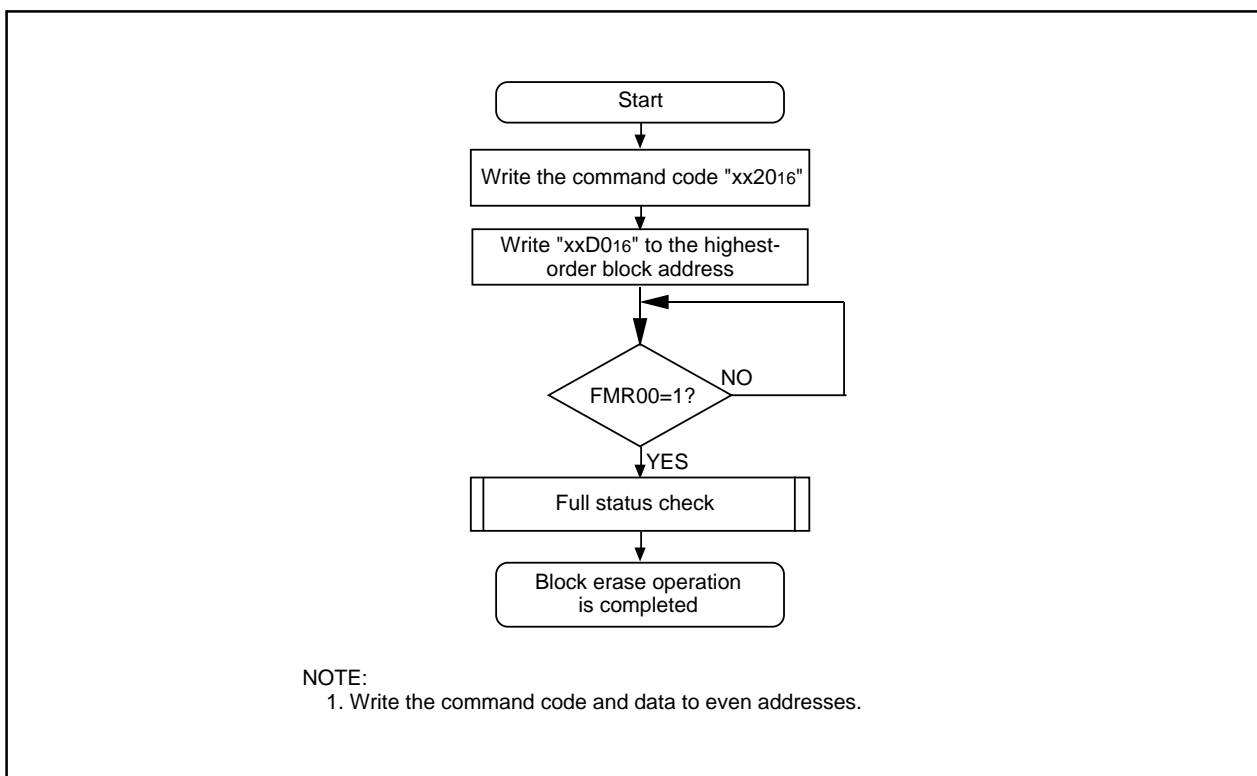 Start
Write the command code "xx2016"
Write "xxD016" to the highest-
order block address
FMR00=1?
NO
YES
Full status check
Block erase operation
is completed
NOTE:
1. Write the command code and data to even addresses.